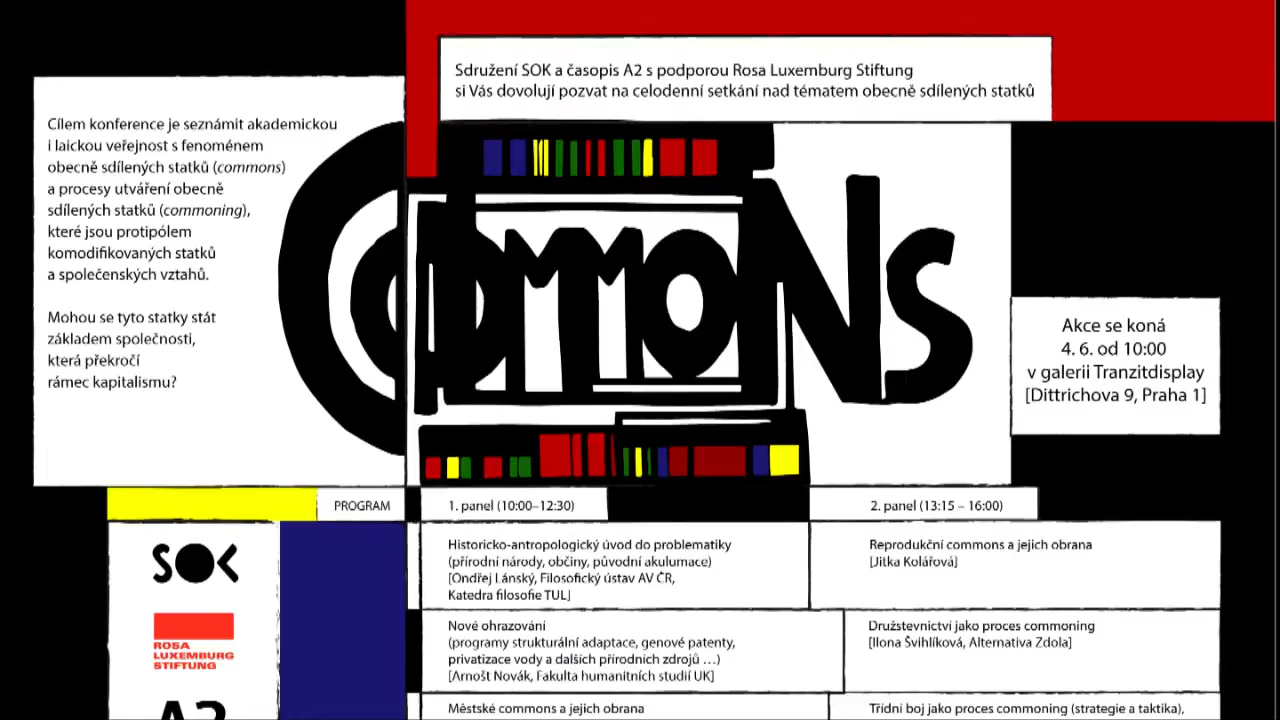 Sdružení SOK a časopis A2 s podporou Rosa Luxemburg Stiftung
si Vás dovolují pozvat na celodenní setkání nad tématem obecně sdílených statků
Cílem konference je seznámit akademickou
i laickou veřejnost s fenoménem
obecně sdílených statků (commons)
a procesy utváření obecně
sdílených statků (commoning),
které jsou protipólem
komodifikovaných statků
a společenských vztahů.
Mohou se tyto statky stát
základem společnosti,
která překročí
rámec kapitalismu?
COMMONS
Akce se koná
4. 6. od 10:00
v galerii Tranzitdisplay
[Dittrichova 9, Praha 1]
PROGRAM
1. panel (10:00–12:30)
2. panel (13:15 – 16:00)
SOK
ROSA
LUXEMBURG
STIFTUNG
A2
Historicko-antropologický úvod do problematiky
(přírodní národy, občiny, původní akumulace)
[Ondřej Lánský, Filosofický ústav AV ČR,
Katedra filosofie TUL]
Reprodukční commons a jejich obrana
[Jitka Kolářová]
Nové ohrazování
(programy strukturální adaptace, genové patenty,
privatizace vody a dalších přírodních zdrojů …)
[Arnošt Novák, Fakulta humanitních studií UK]
Družstevnictví jako proces commoning
[Ilona Švihlíková, Alternativa Zdola]
Městské commons a jejich obrana
Třídní boj jako proces commoning (strategie a taktika),